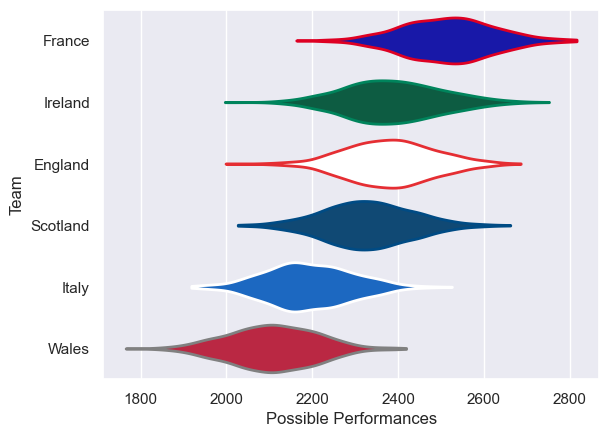 France
Ireland
England
Scotland
Italy
Wales
Team
1800 2000 2200 2400 2600 2800
Possible Performances